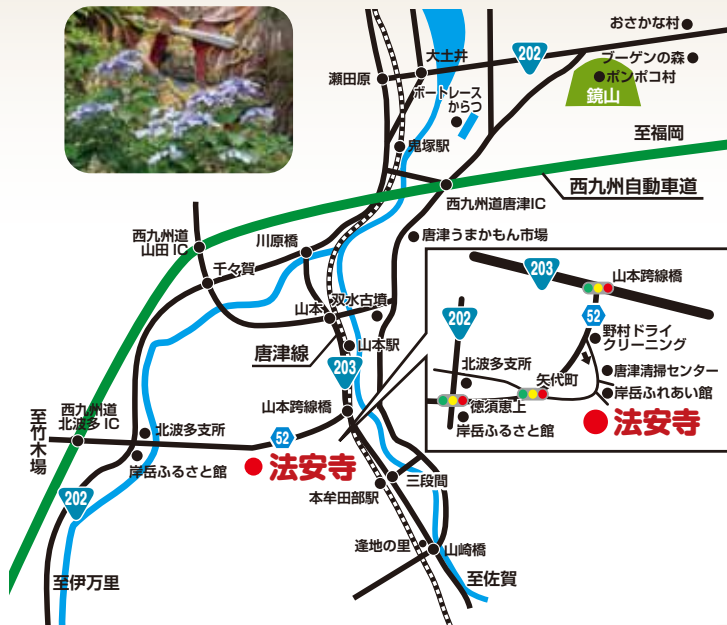 おさかな村
大土井
202
ブーゲンの森
瀬田原
ポンポコ村
鏡山
ボートレース
からつ
至福岡
鬼塚駅
西九州自動車道
西九州道唐津IC
西九州道
山田 IC
川原橋
唐津うまかもん市場
千々賀
双水古墳
山本
唐津線
山本駅
203
西九州道
北波多 IC
山本跨線橋
至竹木場
北波多支所
52
岸岳ふるさと館
法安寺
202
本牟田部駅
三段間
逢地の里
山崎橋
至伊万里
至佐賀
203
山本跨線橋
52
202
野村ドライ
クリーニング
北波多支所
矢代町
唐津清掃センター
岸岳ふれあい館
徳須恵上
岸岳ふるさと館
法安寺